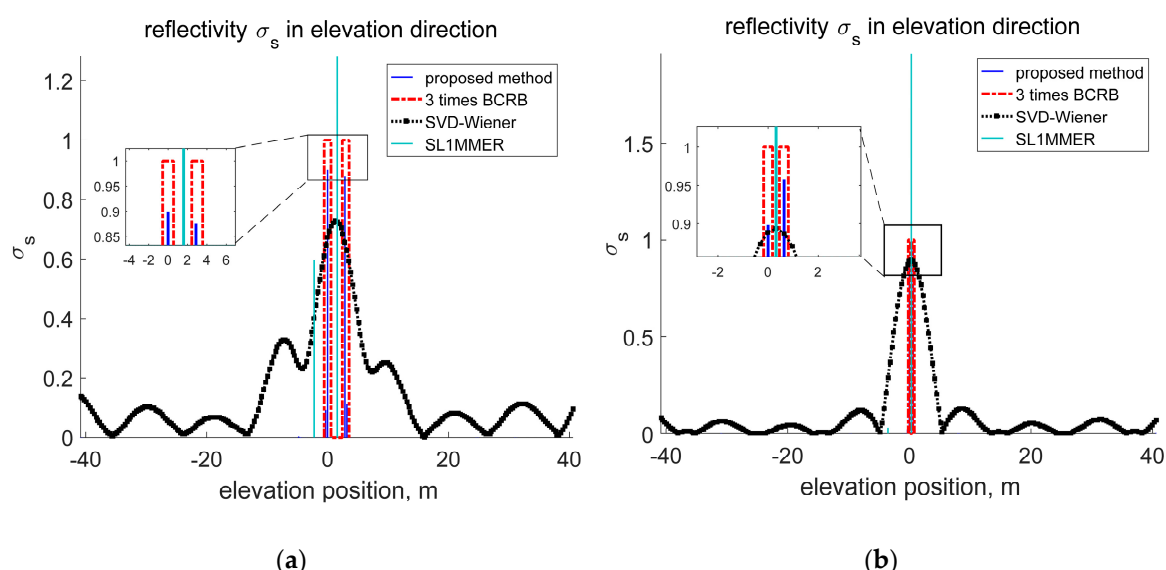 reflectivity σs in elevation direction
proposed method
3 times BCRB
SVD-Wiener
SL1MMER
1.2
1
0.8
0.6
0.4
0.2
0
σs
1
0.95
0.9
0.85
-4 -2 0 2 4 6
-40 -20 0 20 40
elevation position, m
(a)
reflectivity σs in elevation direction
proposed method
3 times BCRB
SVD-Wiener
SL1MMER
1.5
1
0.5
0
σs
1
0.95
0.9
-2 0 2
-40 -20 0 20 40
elevation position, m
(b)